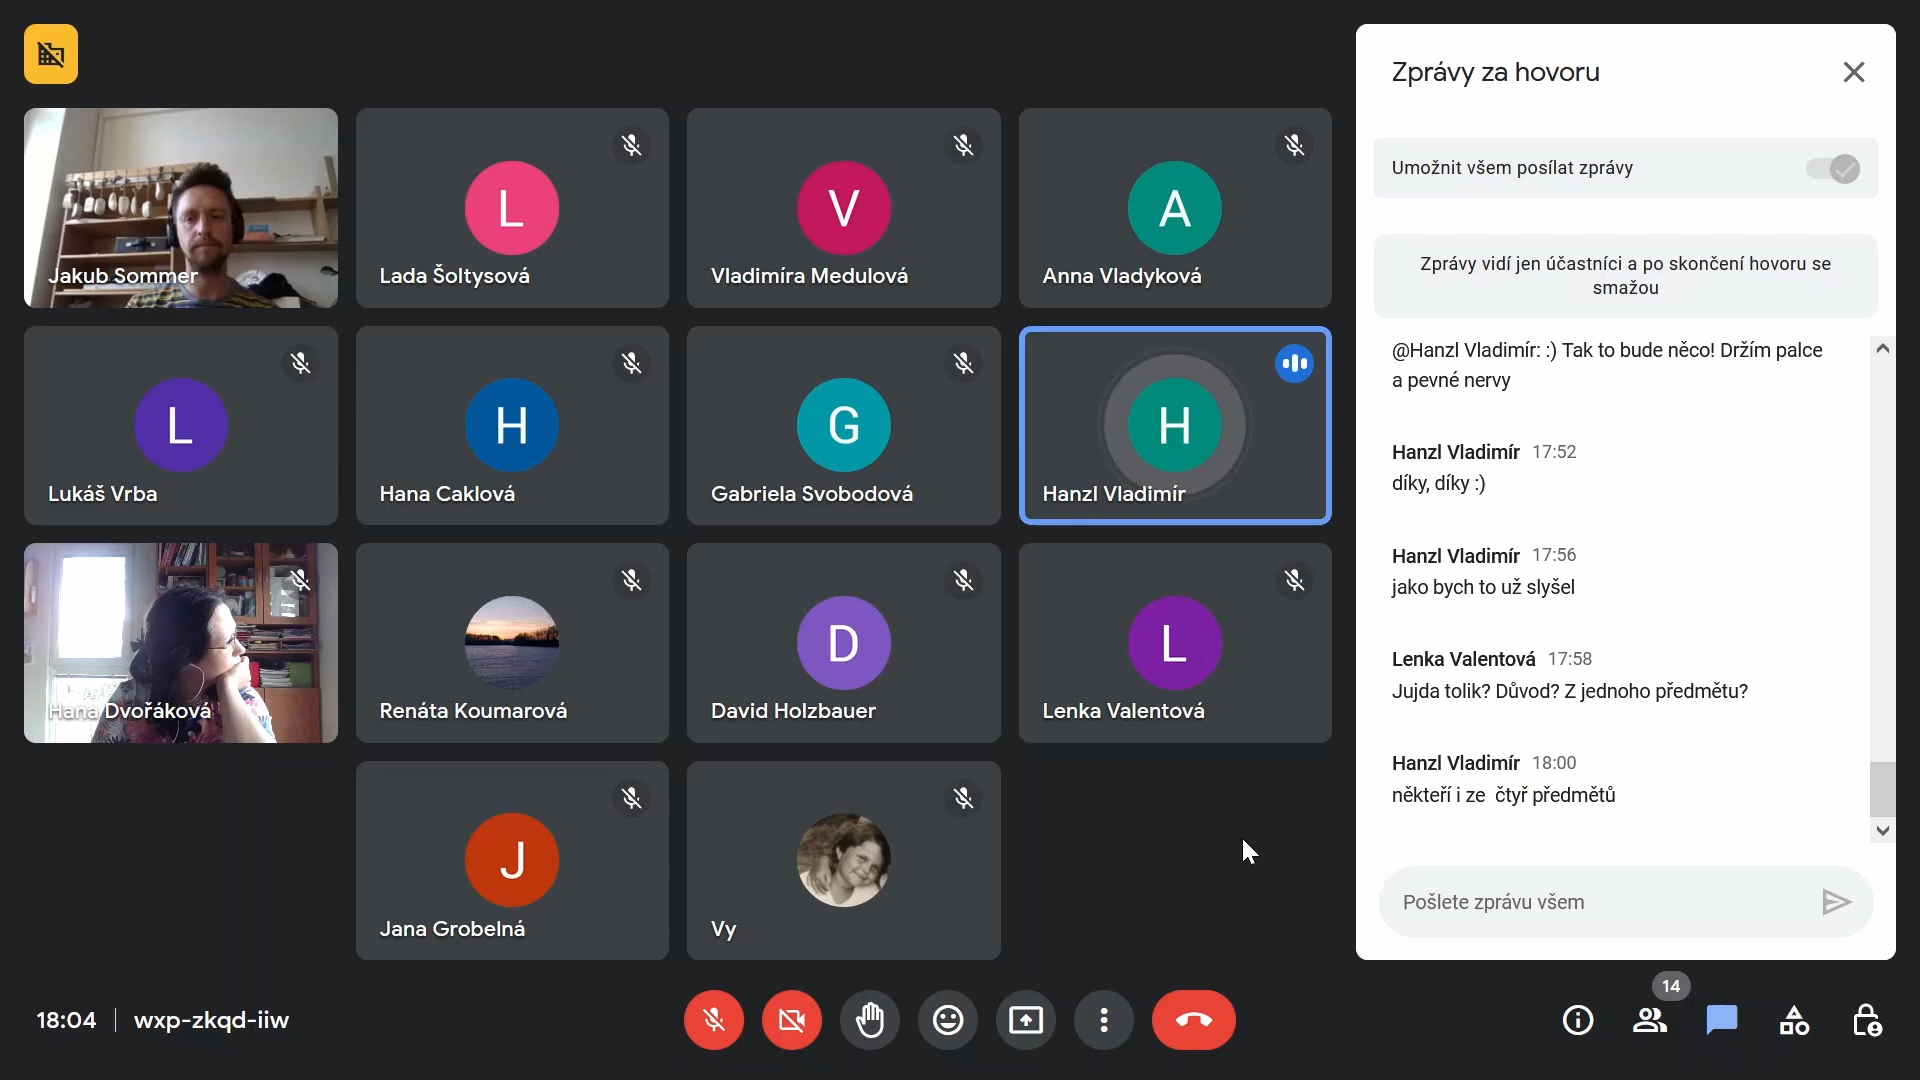 Zprávy za hovoru
Umožnit všem posílat zprávy
Zprávy vidí jen účastníci a po skončení hovoru se
smažou
@Hanzl Vladimír: :) Tak to bude něco! Držím palce
a pevné nervy
Hanzl Vladimír 17:52
díky, díky :)
Hanzl Vladimír 17:56
jako bych to už slyšel
Lenka Valentová 17:58
Jujda tolik? Důvod? Z jednoho předmětu?
Hanzl Vladimír 18:00
někteří i ze  čtyř předmětů
Pošlete zprávu všem
Jakub Sommer
L
Lada Šoltysová
V
Vladimíra Medulová
A
Anna Vladyková
L
Lukáš Vrba
H
Hana Caklová
G
Gabriela Svobodová
H
Hanzl Vladimír
Hana Dvořáková
Renáta Koumarová
D
David Holzbauer
L
Lenka Valentová
J
Jana Grobelná
Vy
18:04 | wxp-zkqd-iiw
14